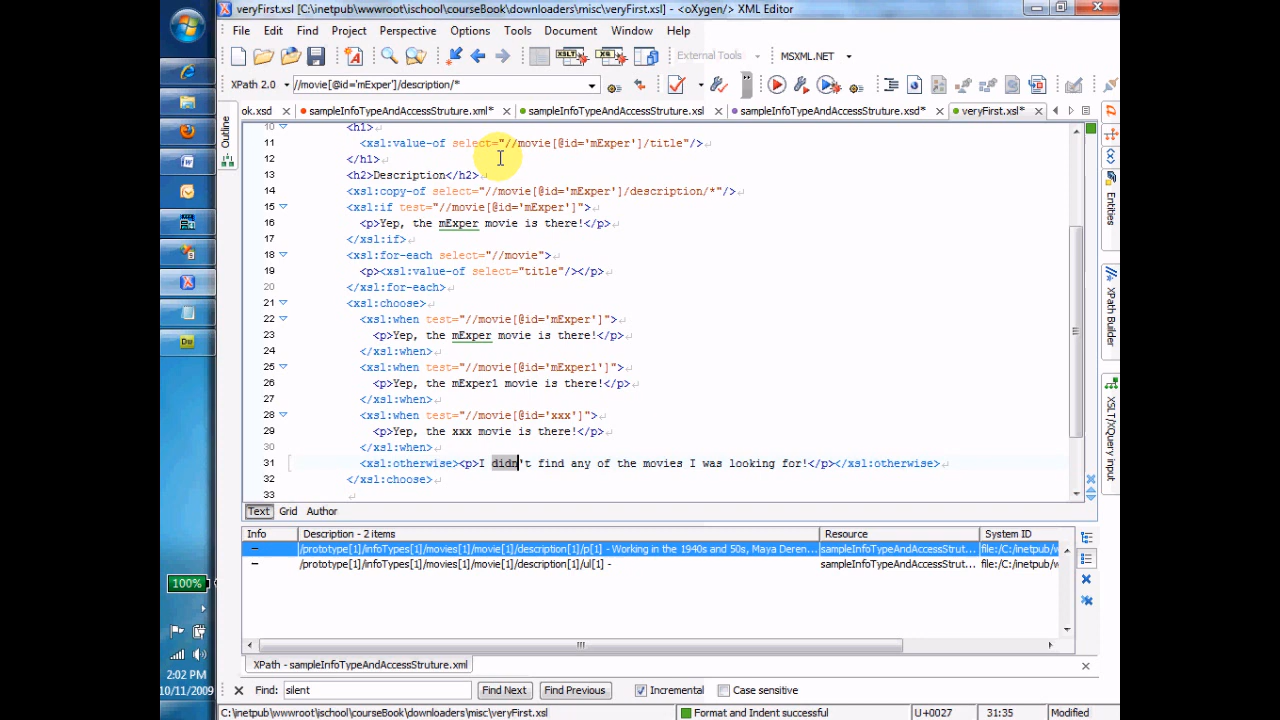 veryFirst.xsl [C:\inetpub\wwwroot\ischool\courseBook\downloaders\misc\veryFirst.xsl] - <oXygen/> XML Editor
File Edit Find Project Perspective Options Tools Document Window Help
External Tools MSXML.NET
XPath 2.0 //movie[@id='mExper']/description/*
ok.xsd sampleInfoTypeAndAccessStruture.xml* sampleInfoTypeAndAccessStruture.xsl sampleInfoTypeAndAccessStruture.xsd* veryFirst.xsl*
Outline
10 <h1>
11 <xsl:value-of select="//movie[@id='mExper']/title"/>
12 </h1>
13 <h2>Description</h2>
14 <xsl:copy-of select="//movie[@id='mExper']/description/*"/>
15 <xsl:if test="//movie[@id='mExper']">
16 <p>Yep, the mExper movie is there!</p>
17 </xsl:if>
18 <xsl:for-each select="//movie">
19 <p><xsl:value-of select="title"/></p>
20 </xsl:for-each>
21 <xsl:choose>
22 <xsl:when test="//movie[@id='mExper']">
23 <p>Yep, the mExper movie is there!</p>
24 </xsl:when>
25 <xsl:when test="//movie[@id='mExper1']">
26 <p>Yep, the mExper1 movie is there!</p>
27 </xsl:when>
28 <xsl:when test="//movie[@id='xxx']">
29 <p>Yep, the xxx movie is there!</p>
30 </xsl:when>
31 <xsl:otherwise><p>I didn't find any of the movies I was looking for!</p></xsl:otherwise>
32 </xsl:choose>
33
Entities
XPath Builder
XSLT/XQuery input
Text Grid Author
Info Description - 2 items Resource System ID
/prototype[1]/infoTypes[1]/movies[1]/movie[1]/description[1]/p[1] - Working in the 1940s and 50s, Maya Deren... sampleInfoTypeAndAccessStrut... file:/C:/inetpub/w
/prototype[1]/infoTypes[1]/movies[1]/movie[1]/description[1]/ul[1] - sampleInfoTypeAndAccessStrut... file:/C:/inetpub/w
XPath - sampleInfoTypeAndAccessStruture.xml
Find: silent Find Next Find Previous Incremental Case sensitive
C:\inetpub\wwwroot\ischool\courseBook\downloaders\misc\veryFirst.xsl Format and Indent successful U+0027 31:35 Modified
Dw
100%
2:02 PM
10/11/2009